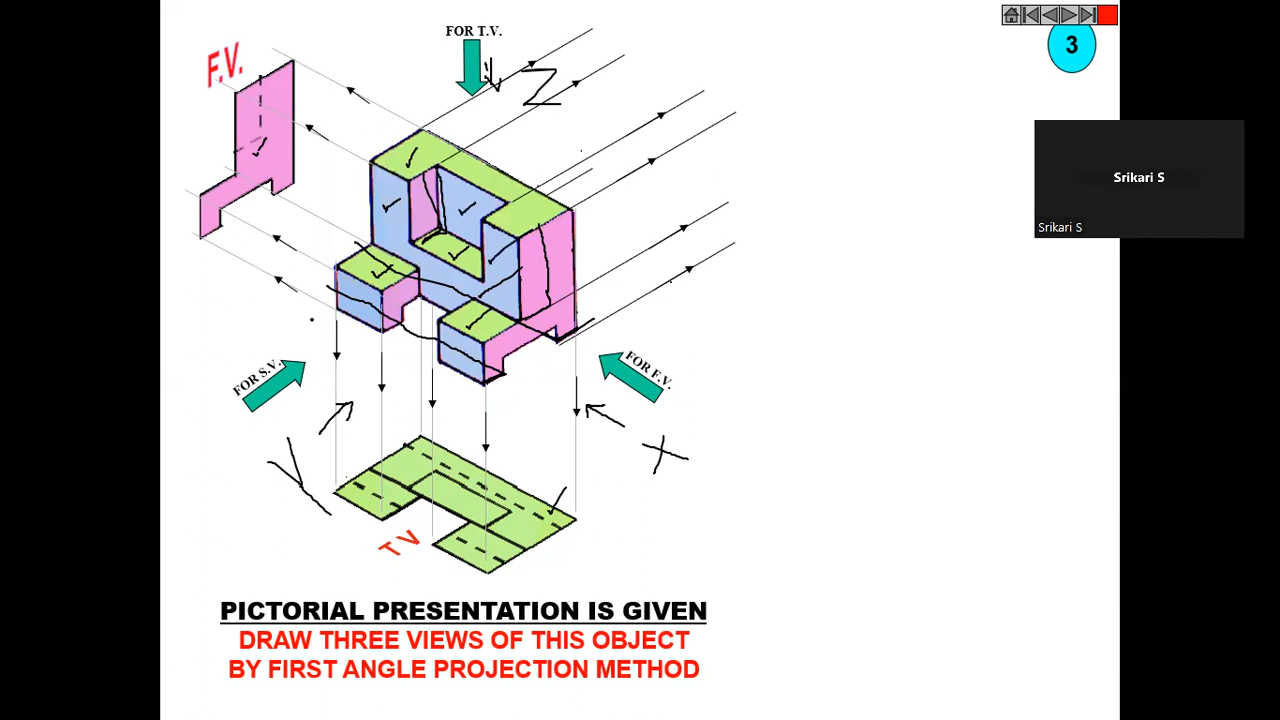 FOR T.V.
3
F.V.
Z
Srikari S
Srikari S
FOR S.V.
FOR F.V.
Y
X
TV
PICTORIAL PRESENTATION IS GIVEN
DRAW THREE VIEWS OF THIS OBJECT
BY FIRST ANGLE PROJECTION METHOD